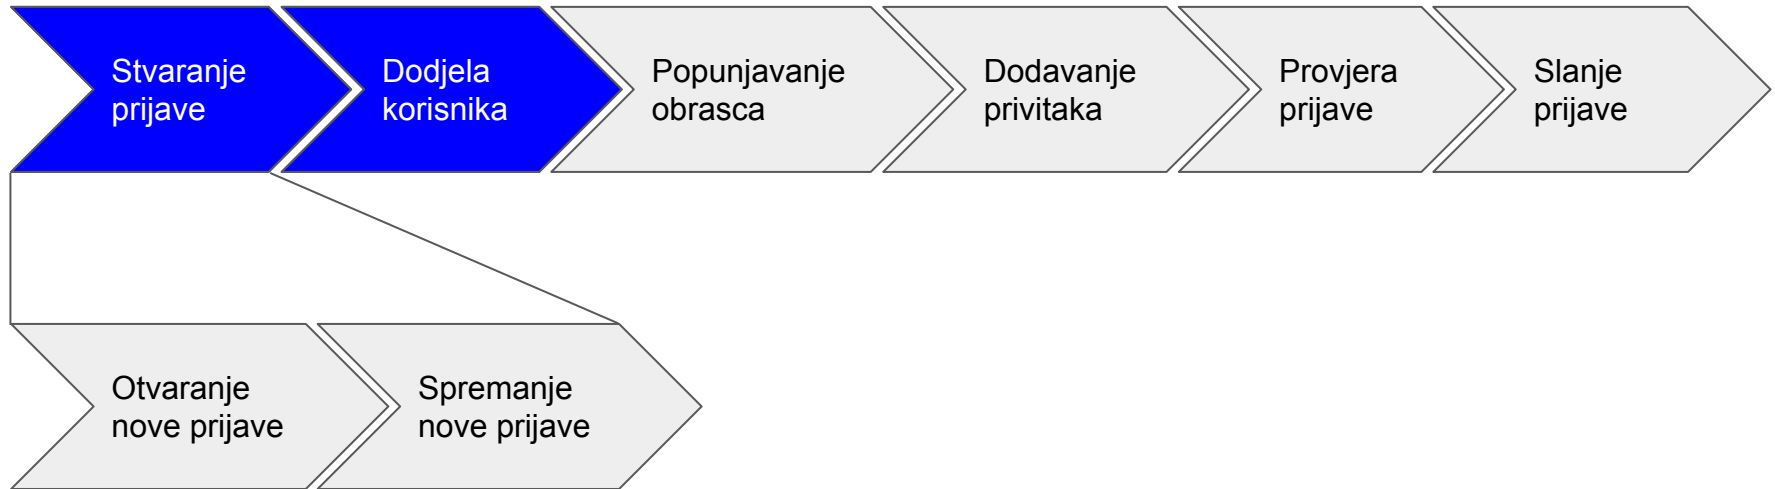 Stvaranje
prijave
Dodjela
korisnika
Popunjavanje
obrasca
Dodavanje
privitaka
Provjera
prijave
Slanje
prijave
Otvaranje
nove prijave
Spremanje
nove prijave